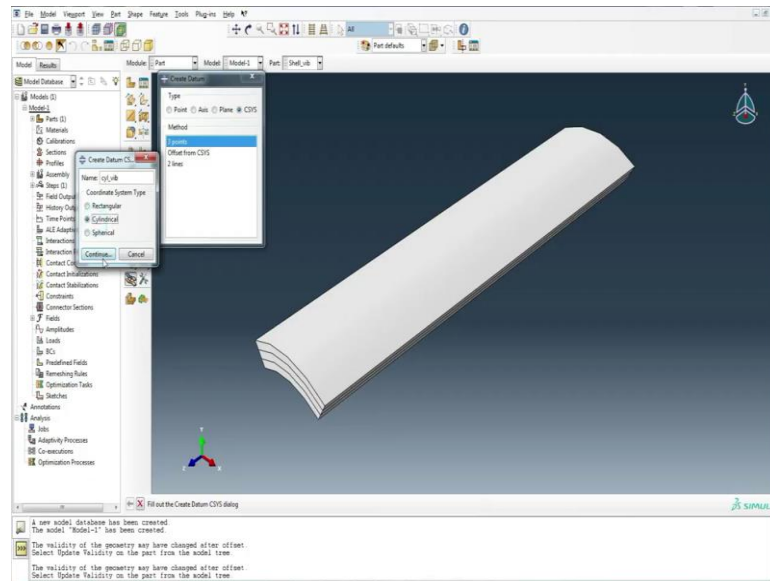 File Model Viewport View Part Shape Feature Tools Plug-ins Help
All
Part defaults
Model Results Module: Part Model: Model-1 Part: Shell_vib
Model Database
Models (1)
Model-1
Parts (1)
Materials
Calibrations
Sections
Profiles
Assembly
Steps (1)
Field Output
History Outp
Time Points
ALE Adaptiv
Interactions
Interaction
Contact Co
Contact Initializations
Contact Stabilizations
Constraints
Connector Sections
Fields
Amplitudes
Loads
BCs
Predefined Fields
Remeshing Rules
Optimization Tasks
Sketches
Annotations
Analysis
Jobs
Adaptivity Processes
Co-executions
Optimization Processes
Create Datum
Type
Point Axis Plane CSYS
Method
3 points
Offset from CSYS
2 lines
Create Datum CS...
Name: cyl_vib
Coordinate System Type
Rectangular
Cylindrical
Spherical
Continue... Cancel
Y
Z X
Fill out the Create Datum CSYS dialog
SIMUL
A new model database has been created.
The model "Model-1" has been created.
The validity of the geometry may have changed after offset.
Select Update Validity on the part from the model tree.
The validity of the geometry may have changed after offset.
Select Update Validity on the part from the model tree.